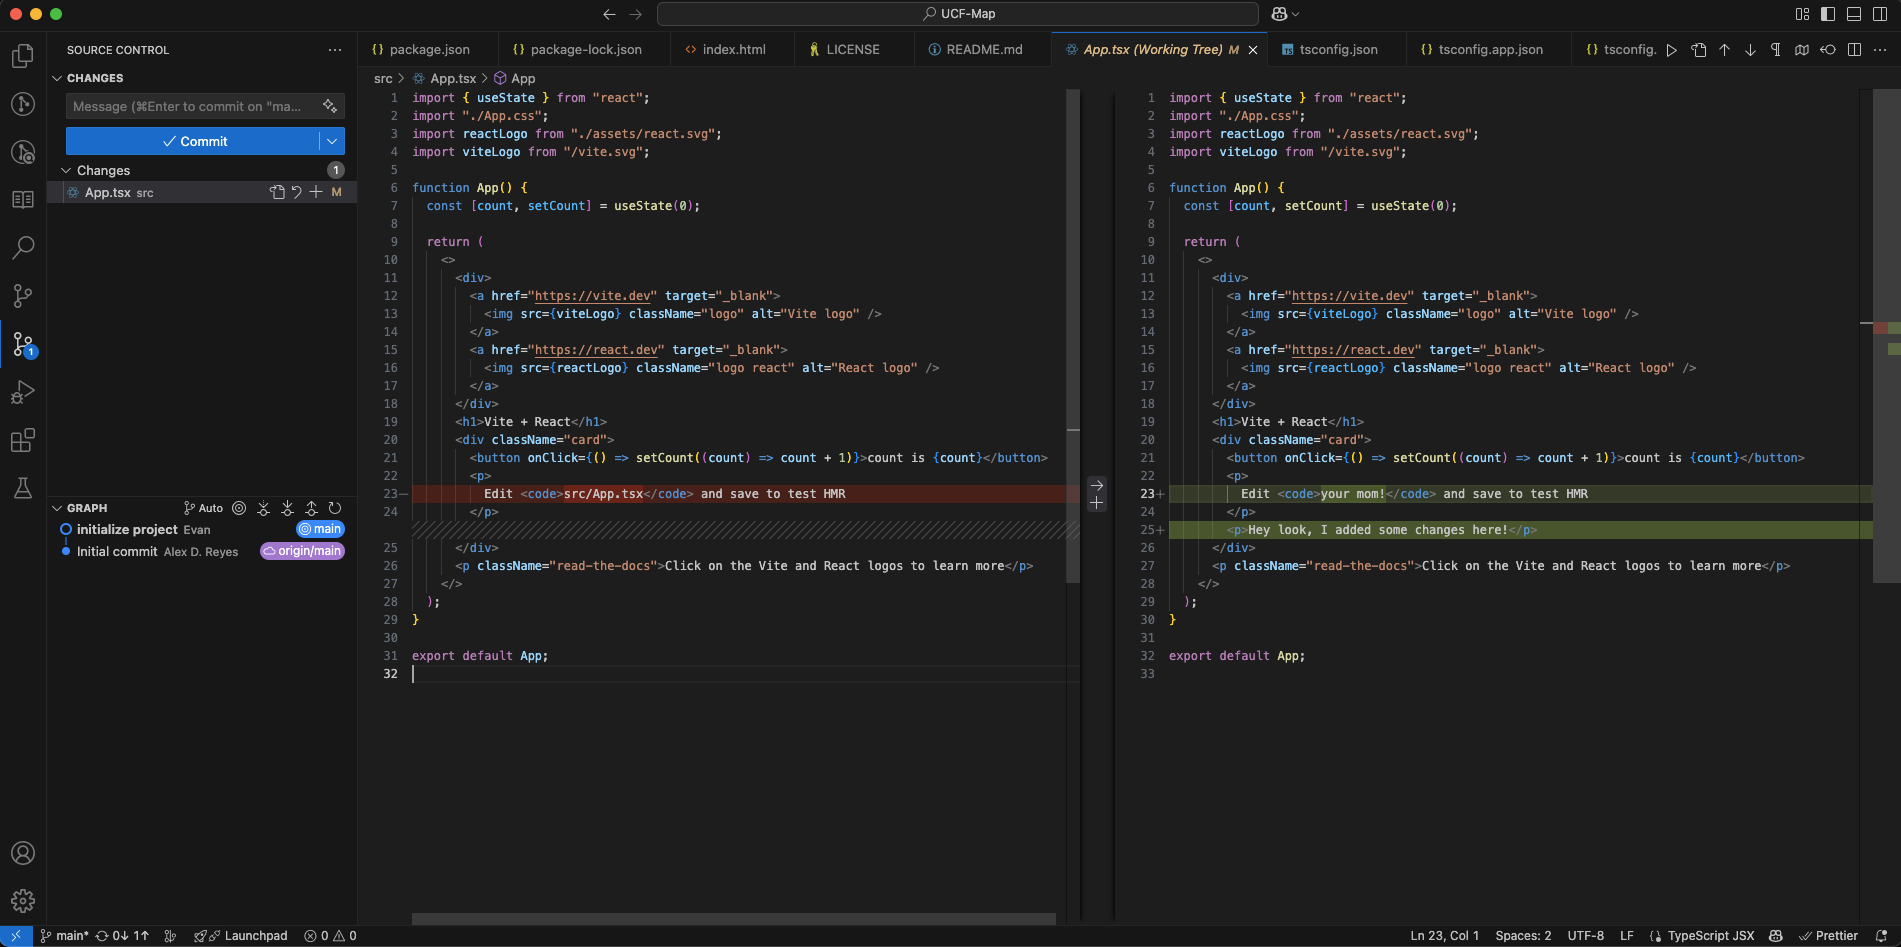 UCF-Map
SOURCE CONTROL
CHANGES
Message (⌘Enter to commit on "ma...
Commit
Changes 1
App.tsx src M
1
GRAPH Auto
initialize project Evan main
Initial commit Alex D. Reyes origin/main
package.json package-lock.json index.html LICENSE README.md App.tsx (Working Tree) M tsconfig.json tsconfig.app.json tsconfig.
src > App.tsx > App
1 import { useState } from "react";
2 import "./App.css";
3 import reactLogo from "./assets/react.svg";
4 import viteLogo from "/vite.svg";
5
6 function App() {
7 const [count, setCount] = useState(0);
8
9 return (
10 <>
11 <div>
12 <a href="https://vite.dev" target="_blank">
13 <img src={viteLogo} className="logo" alt="Vite logo" />
14 </a>
15 <a href="https://react.dev" target="_blank">
16 <img src={reactLogo} className="logo react" alt="React logo" />
17 </a>
18 </div>
19 <h1>Vite + React</h1>
20 <div className="card">
21 <button onClick={() => setCount((count) => count + 1)}>count is {count}</button>
22 <p>
23- Edit <code>src/App.tsx</code> and save to test HMR
24 </p>
25 </div>
26 <p className="read-the-docs">Click on the Vite and React logos to learn more</p>
27 </>
28 );
29 }
30
31 export default App;
32
1 import { useState } from "react";
2 import "./App.css";
3 import reactLogo from "./assets/react.svg";
4 import viteLogo from "/vite.svg";
5
6 function App() {
7 const [count, setCount] = useState(0);
8
9 return (
10 <>
11 <div>
12 <a href="https://vite.dev" target="_blank">
13 <img src={viteLogo} className="logo" alt="Vite logo" />
14 </a>
15 <a href="https://react.dev" target="_blank">
16 <img src={reactLogo} className="logo react" alt="React logo" />
17 </a>
18 </div>
19 <h1>Vite + React</h1>
20 <div className="card">
21 <button onClick={() => setCount((count) => count + 1)}>count is {count}</button>
22 <p>
23+ Edit <code>your mom!</code> and save to test HMR
24 </p>
25+ <p>Hey look, I added some changes here!</p>
26 </div>
27 <p className="read-the-docs">Click on the Vite and React logos to learn more</p>
28 </>
29 );
30 }
31
32 export default App;
33
main* 0↓ 1↑ Launchpad 0 0 Ln 23, Col 1 Spaces: 2 UTF-8 LF TypeScript JSX Prettier